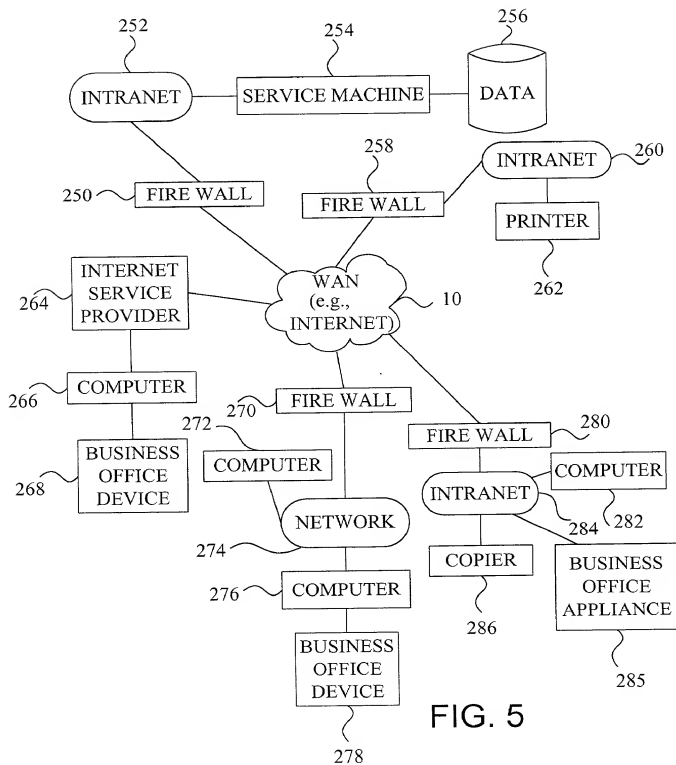 252
254
256
INTRANET
SERVICE MACHINE
DATA
258
INTRANET
260
250
FIRE WALL
FIRE WALL
PRINTER
262
INTERNET
SERVICE
PROVIDER
264
WAN
(e.g.,
INTERNET)
10
266
COMPUTER
270
FIRE WALL
280
FIRE WALL
272
COMPUTER
268
BUSINESS
OFFICE
DEVICE
COMPUTER
282
INTRANET
284
NETWORK
274
COPIER
286
BUSINESS
OFFICE
APPLIANCE
285
276
COMPUTER
BUSINESS
OFFICE
DEVICE
278
FIG. 5